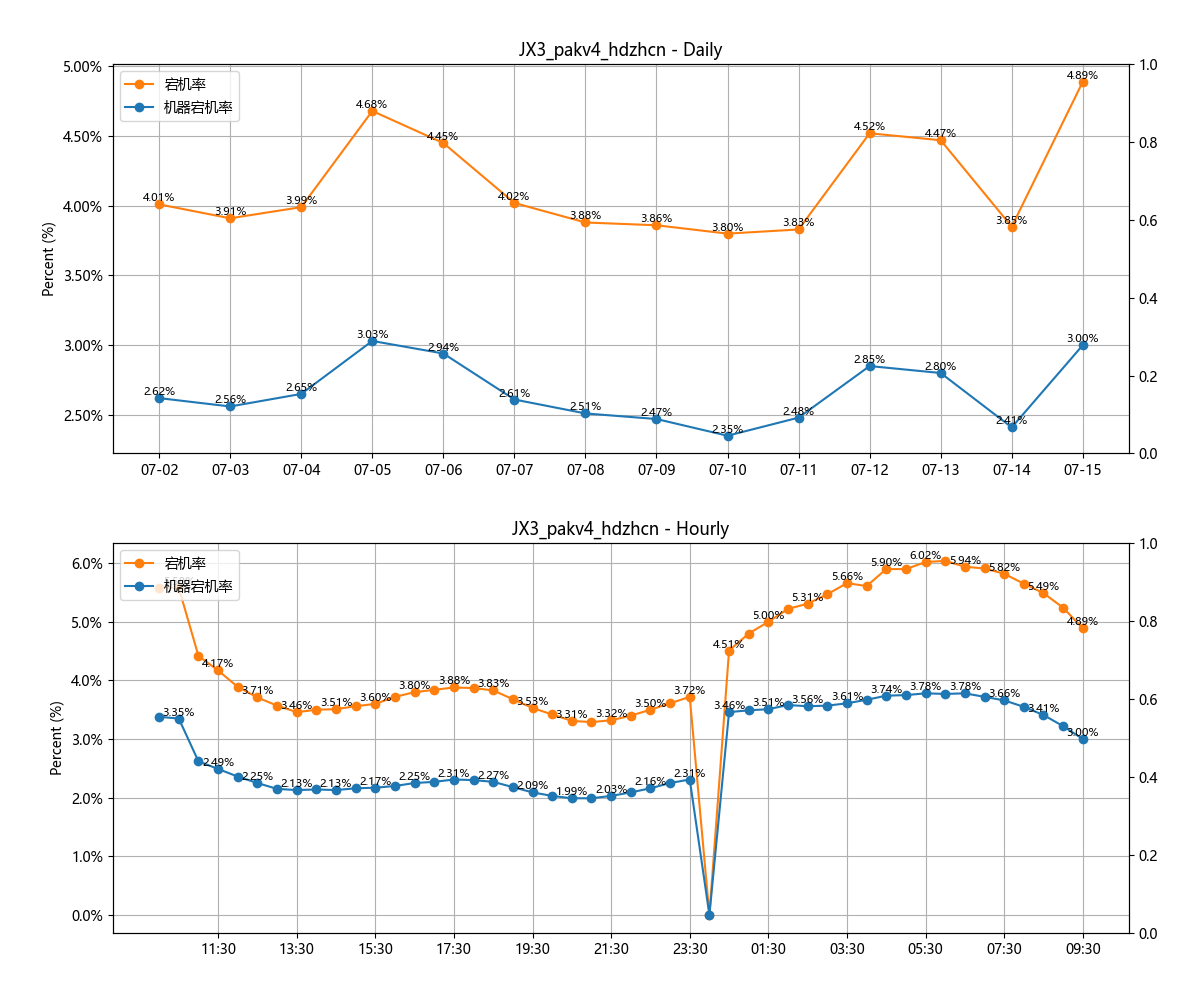 JX3_pakv4_hdzhcn - Daily
宕机率
机器宕机率
Percent (%)
5.00%
4.50%
4.00%
3.50%
3.00%
2.50%
1.0
0.8
0.6
0.4
0.2
0.0
4.01% 3.91% 3.99% 4.68% 4.45% 4.02% 3.88% 3.86% 3.80% 3.83% 4.52% 4.47% 3.85% 4.89%
2.62% 2.56% 2.65% 3.03% 2.94% 2.61% 2.51% 2.47% 2.35% 2.48% 2.85% 2.80% 2.41% 3.00%
07-02 07-03 07-04 07-05 07-06 07-07 07-08 07-09 07-10 07-11 07-12 07-13 07-14 07-15
JX3_pakv4_hdzhcn - Hourly
宕机率
机器宕机率
Percent (%)
6.0%
5.0%
4.0%
3.0%
2.0%
1.0%
0.0%
1.0
0.8
0.6
0.4
0.2
0.0
4.17% 3.71% 3.46% 3.51% 3.60% 3.80% 3.88% 3.83% 3.53% 3.31% 3.32% 3.50% 3.72% 4.51% 5.00% 5.31% 5.66% 5.90% 6.02% 5.94% 5.82% 5.49% 4.89%
3.35% 2.49% 2.25% 2.13% 2.13% 2.17% 2.25% 2.31% 2.27% 2.09% 1.99% 2.03% 2.16% 2.31% 3.46% 3.51% 3.56% 3.61% 3.74% 3.78% 3.78% 3.66% 3.41% 3.00%
11:30 13:30 15:30 17:30 19:30 21:30 23:30 01:30 03:30 05:30 07:30 09:30